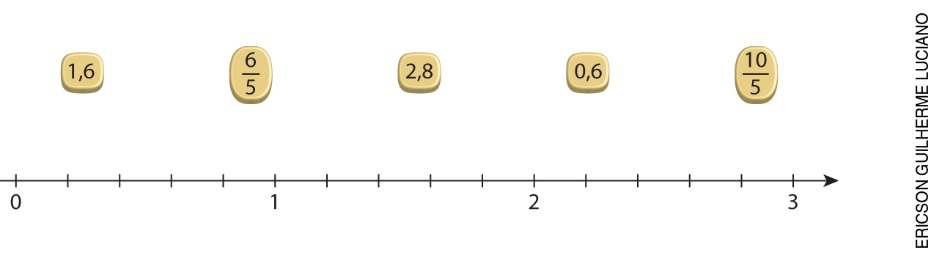 1,6 6/5 2,8 0,6 10/5
0 1 2 3
ERICSON GUILHERME LUCIANO